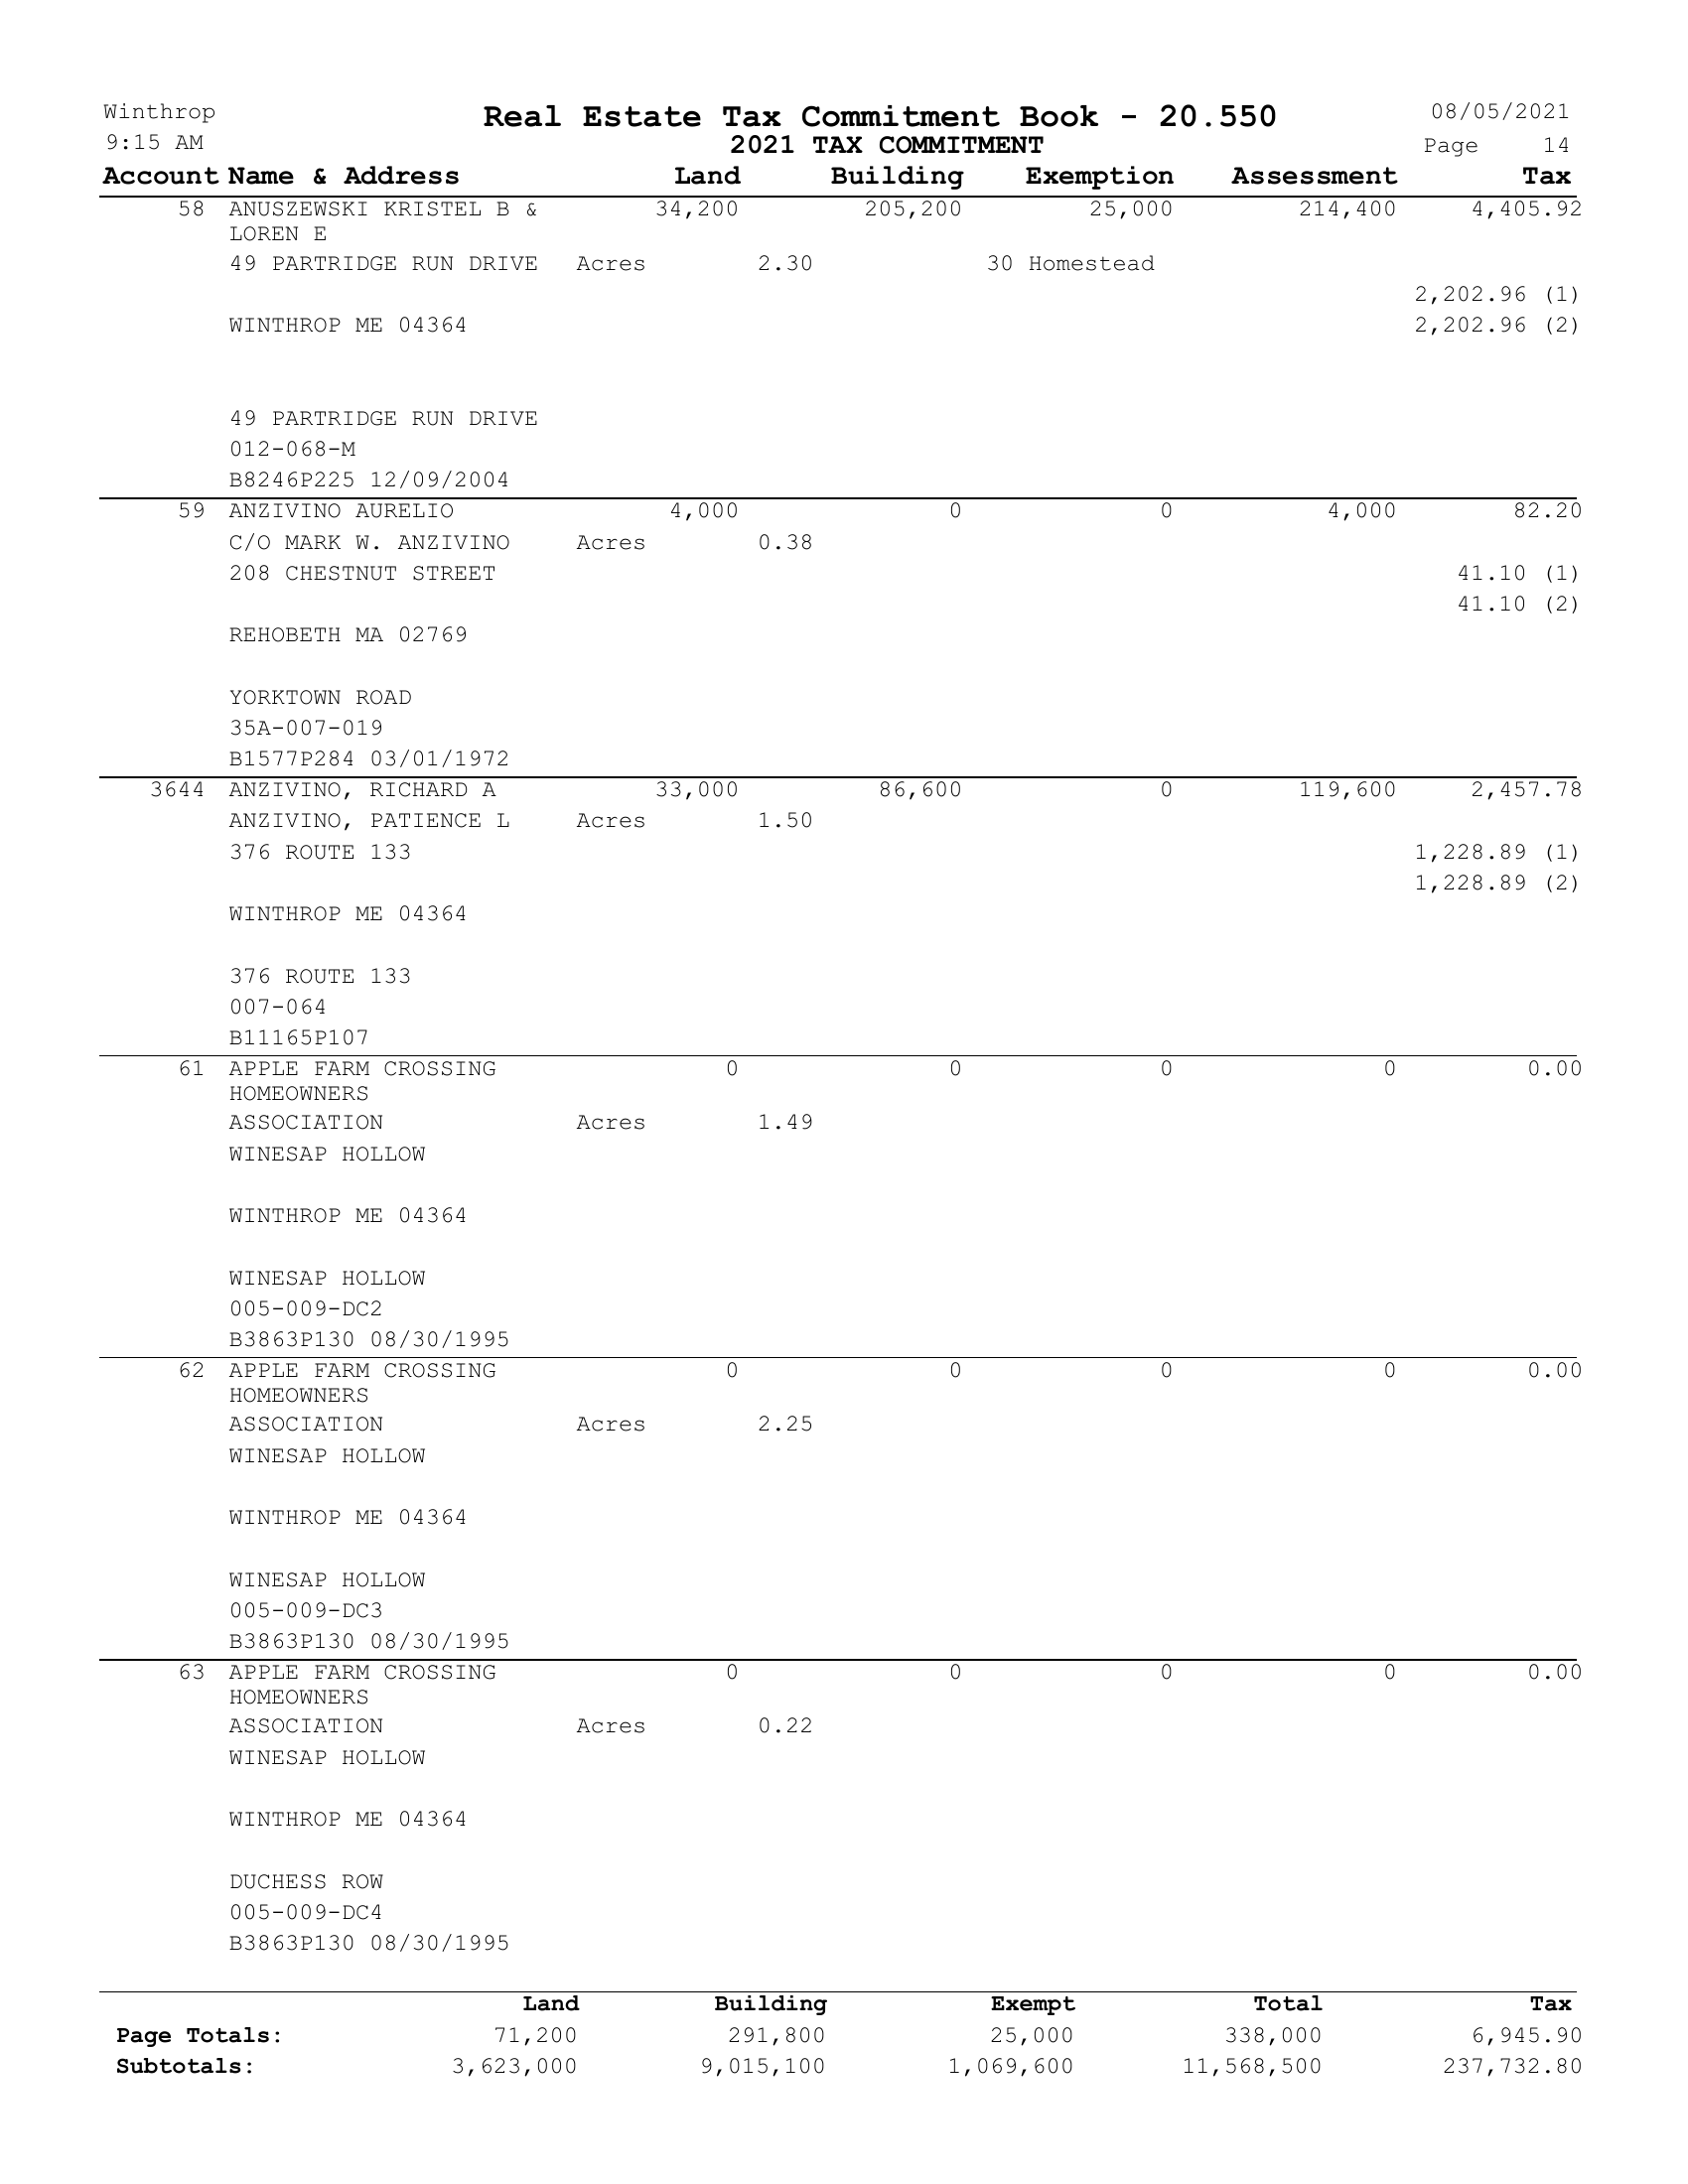 Winthrop Real Estate Tax Commitment Book - 20.550 08/05/2021
9:15 AM 2021 TAX COMMITMENT Page 14
Account Name & Address Land Building Exemption Assessment Tax
58 ANUSZEWSKI KRISTEL B & 34,200 205,200 25,000 214,400 4,405.92
LOREN E
49 PARTRIDGE RUN DRIVE Acres 2.30 30 Homestead
2,202.96 (1)
WINTHROP ME 04364 2,202.96 (2)
49 PARTRIDGE RUN DRIVE
012-068-M
B8246P225 12/09/2004
59 ANZIVINO AURELIO 4,000 0 0 4,000 82.20
C/O MARK W. ANZIVINO Acres 0.38
208 CHESTNUT STREET 41.10 (1)
41.10 (2)
REHOBETH MA 02769
YORKTOWN ROAD
35A-007-019
B1577P284 03/01/1972
3644 ANZIVINO, RICHARD A 33,000 86,600 0 119,600 2,457.78
ANZIVINO, PATIENCE L Acres 1.50
376 ROUTE 133 1,228.89 (1)
1,228.89 (2)
WINTHROP ME 04364
376 ROUTE 133
007-064
B11165P107
61 APPLE FARM CROSSING 0 0 0 0 0.00
HOMEOWNERS
ASSOCIATION Acres 1.49
WINESAP HOLLOW
WINTHROP ME 04364
WINESAP HOLLOW
005-009-DC2
B3863P130 08/30/1995
62 APPLE FARM CROSSING 0 0 0 0 0.00
HOMEOWNERS
ASSOCIATION Acres 2.25
WINESAP HOLLOW
WINTHROP ME 04364
WINESAP HOLLOW
005-009-DC3
B3863P130 08/30/1995
63 APPLE FARM CROSSING 0 0 0 0 0.00
HOMEOWNERS
ASSOCIATION Acres 0.22
WINESAP HOLLOW
WINTHROP ME 04364
DUCHESS ROW
005-009-DC4
B3863P130 08/30/1995
Land Building Exempt Total Tax
Page Totals: 71,200 291,800 25,000 338,000 6,945.90
Subtotals: 3,623,000 9,015,100 1,069,600 11,568,500 237,732.80